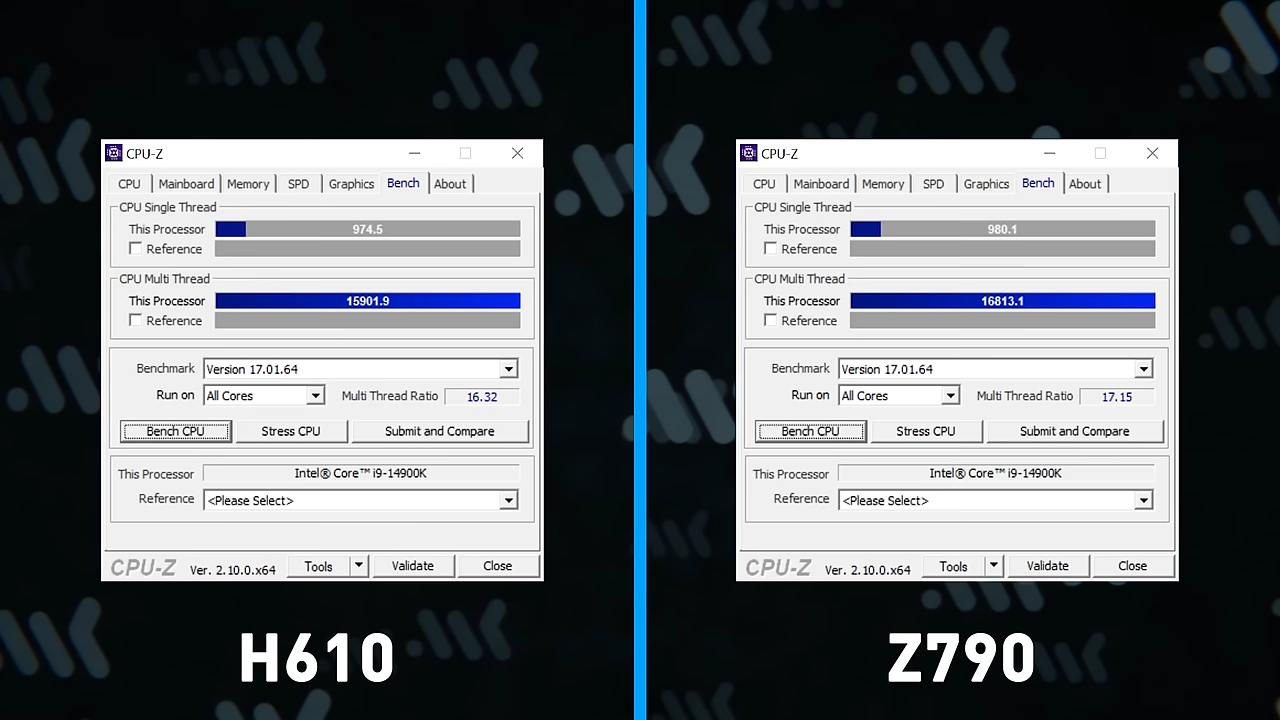 CPU-Z
CPU Mainboard Memory SPD Graphics Bench About
CPU Single Thread
This Processor 974.5
Reference
CPU Multi Thread
This Processor 15901.9
Reference
Benchmark Version 17.01.64
Run on All Cores Multi Thread Ratio 16.32
Bench CPU Stress CPU Submit and Compare
This Processor Intel® Core™ i9-14900K
Reference <Please Select>
CPU-Z Ver. 2.10.0.x64 Tools Validate Close
H610
CPU-Z
CPU Mainboard Memory SPD Graphics Bench About
CPU Single Thread
This Processor 980.1
Reference
CPU Multi Thread
This Processor 16813.1
Reference
Benchmark Version 17.01.64
Run on All Cores Multi Thread Ratio 17.15
Bench CPU Stress CPU Submit and Compare
This Processor Intel® Core™ i9-14900K
Reference <Please Select>
CPU-Z Ver. 2.10.0.x64 Tools Validate Close
Z790